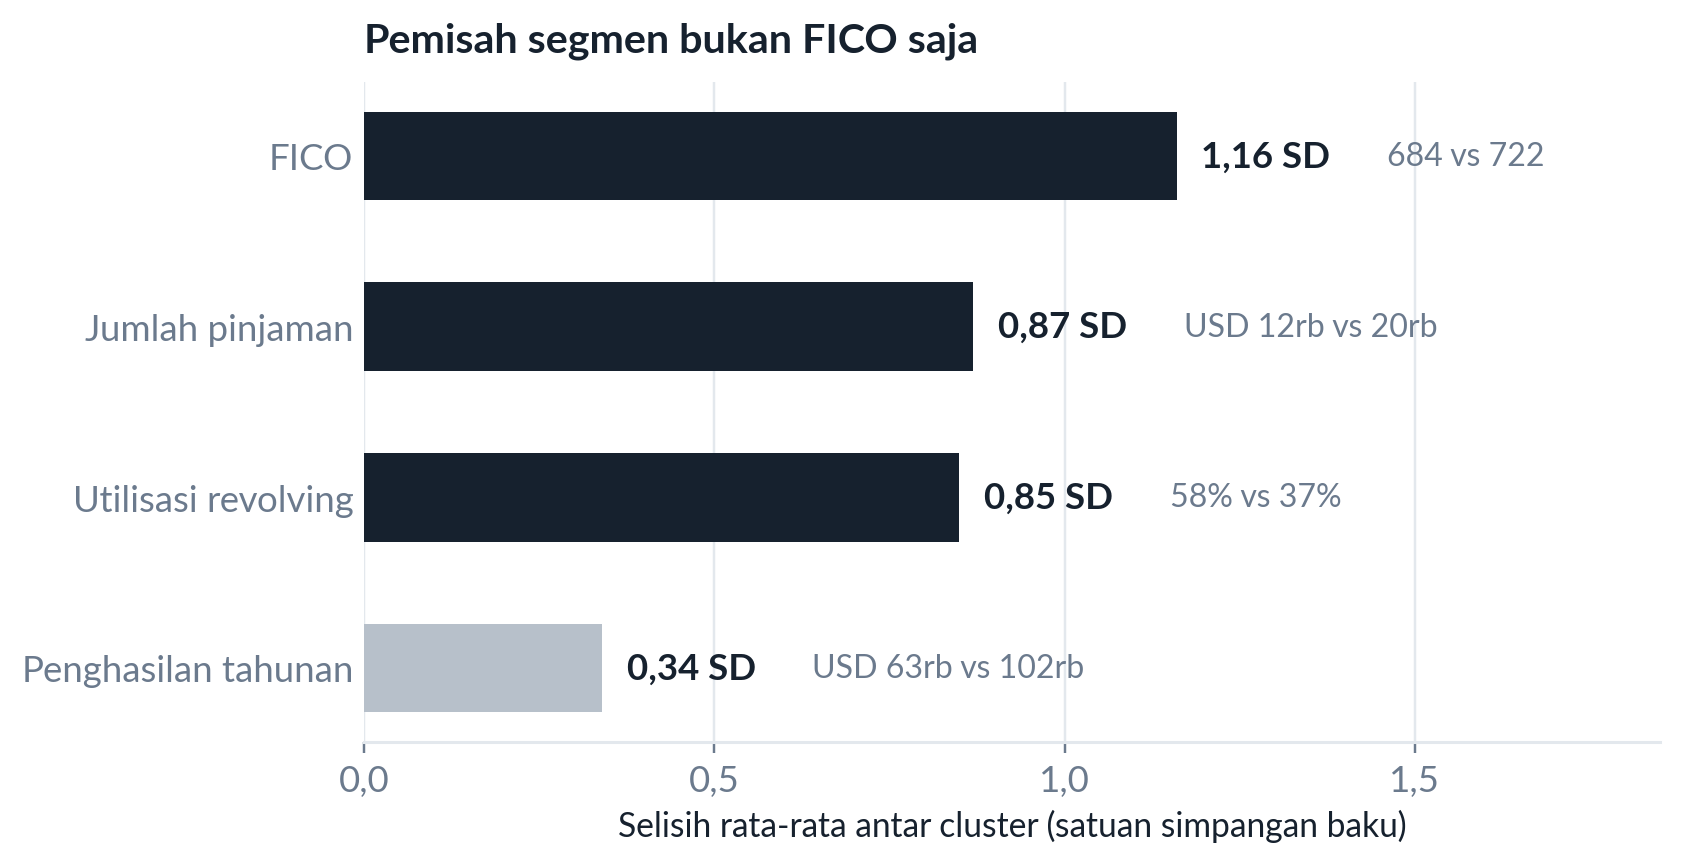 Pemisah segmen bukan FICO saja
FICO 1,16 SD 684 vs 722
Jumlah pinjaman 0,87 SD USD 12rb vs 20rb
Utilisasi revolving 0,85 SD 58% vs 37%
Penghasilan tahunan 0,34 SD USD 63rb vs 102rb
0,0 0,5 1,0 1,5
Selisih rata-rata antar cluster (satuan simpangan baku)